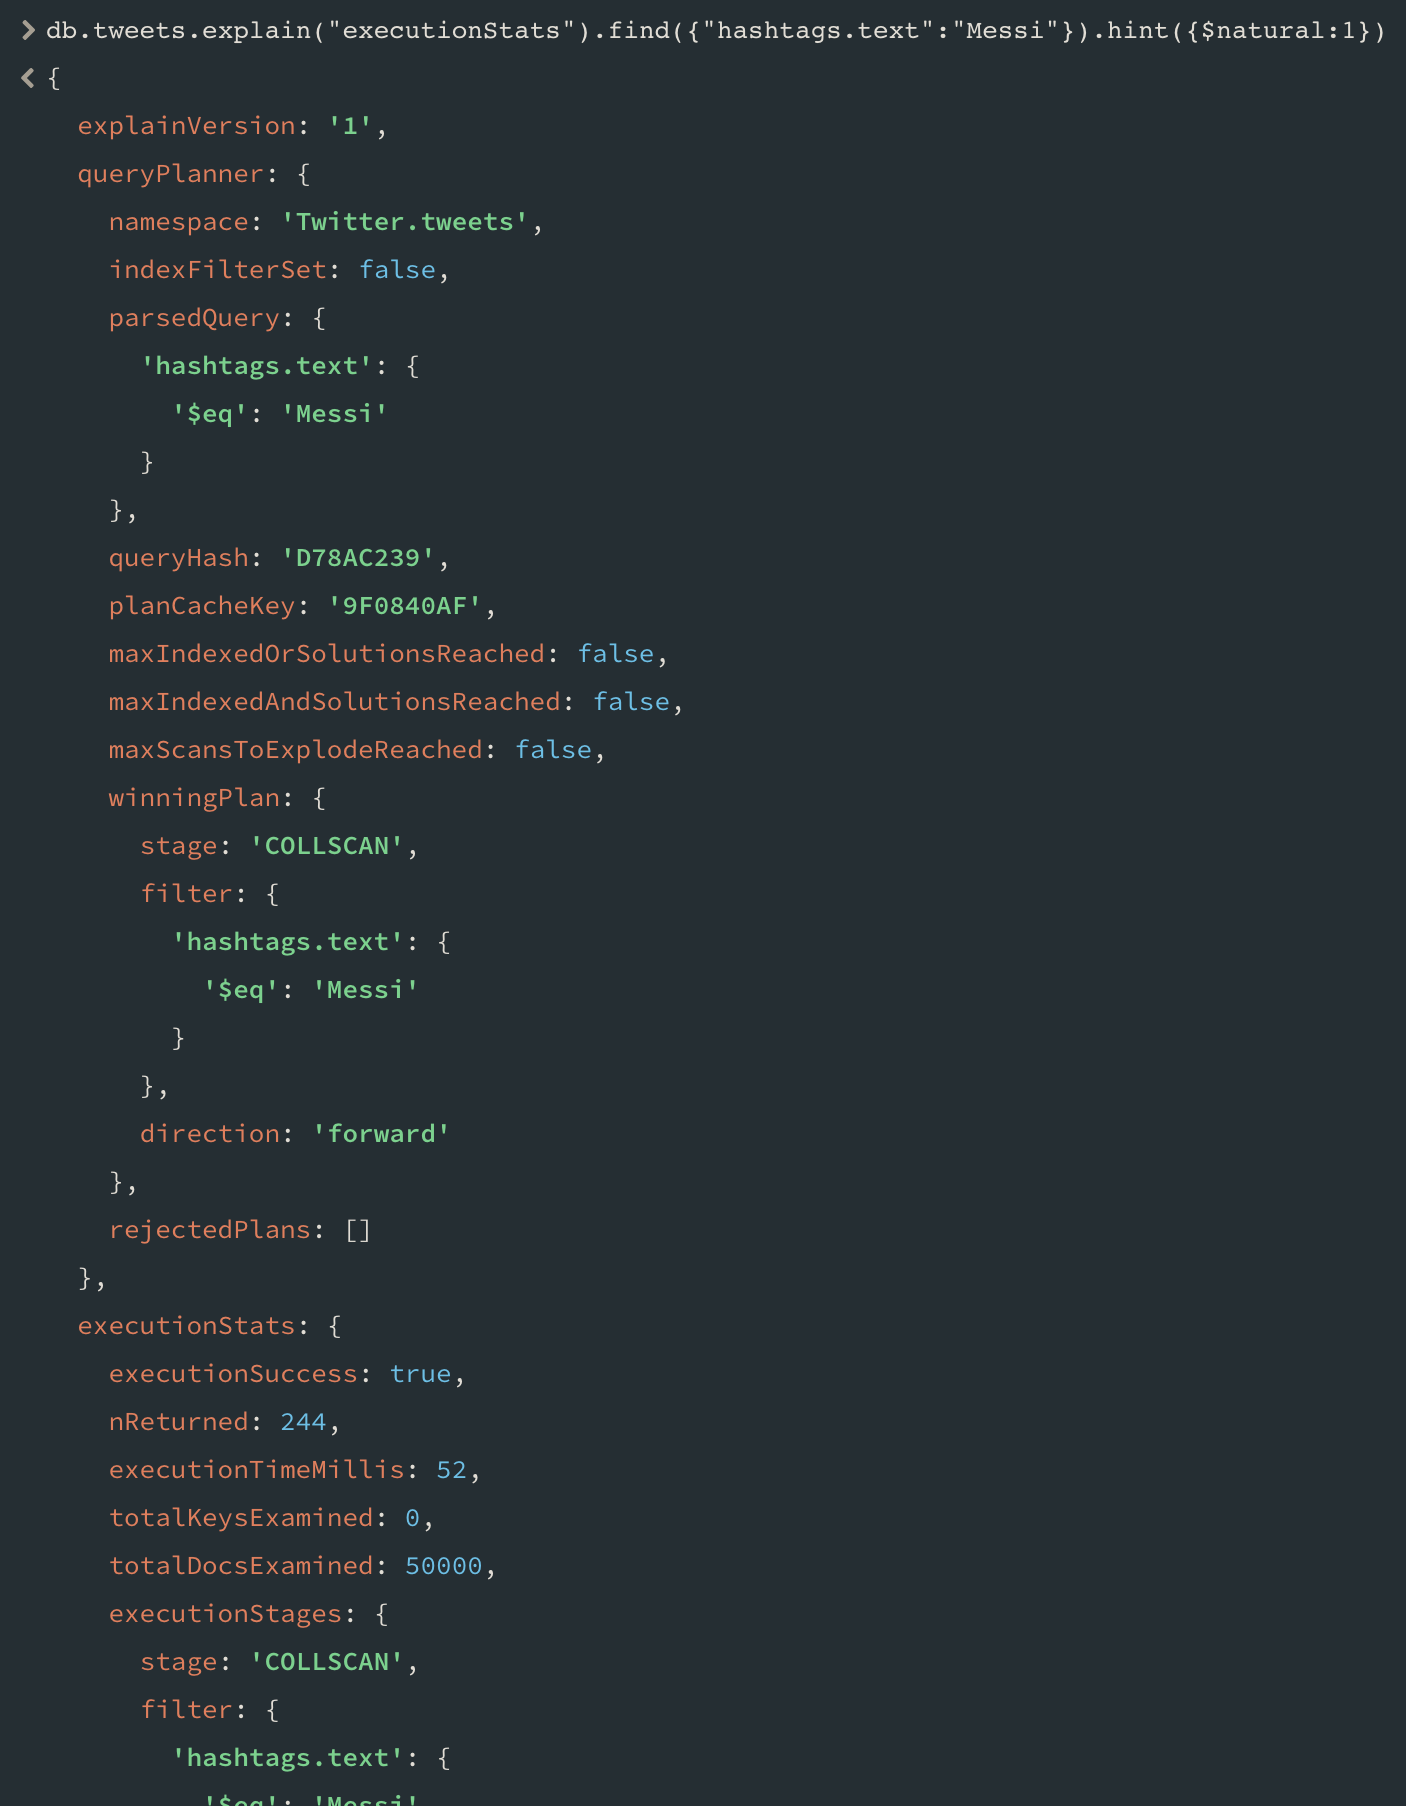 db.tweets.explain("executionStats").find({"hashtags.text":"Messi"}).hint({$natural:1})
{
explainVersion: '1',
queryPlanner: {
namespace: 'Twitter.tweets',
indexFilterSet: false,
parsedQuery: {
'hashtags.text': {
'$eq': 'Messi'
}
},
queryHash: 'D78AC239',
planCacheKey: '9F0840AF',
maxIndexedOrSolutionsReached: false,
maxIndexedAndSolutionsReached: false,
maxScansToExplodeReached: false,
winningPlan: {
stage: 'COLLSCAN',
filter: {
'hashtags.text': {
'$eq': 'Messi'
}
},
direction: 'forward'
},
rejectedPlans: []
},
executionStats: {
executionSuccess: true,
nReturned: 244,
executionTimeMillis: 52,
totalKeysExamined: 0,
totalDocsExamined: 50000,
executionStages: {
stage: 'COLLSCAN',
filter: {
'hashtags.text': {
'$eq': 'Messi'